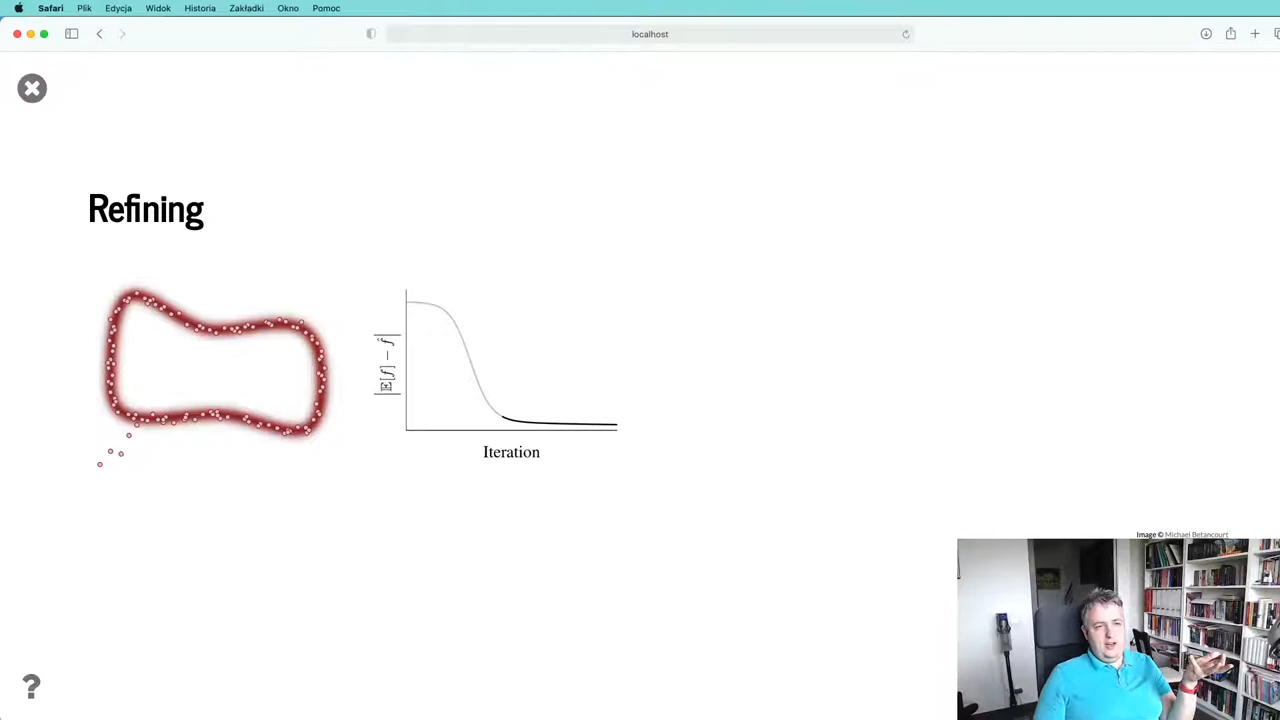 Safari Plik Edycja Widok Historia Zakładki Okno Pomoc
localhost
Refining
|𝔼[f] − f̂|
Iteration
Image © Michael Betancourt
?